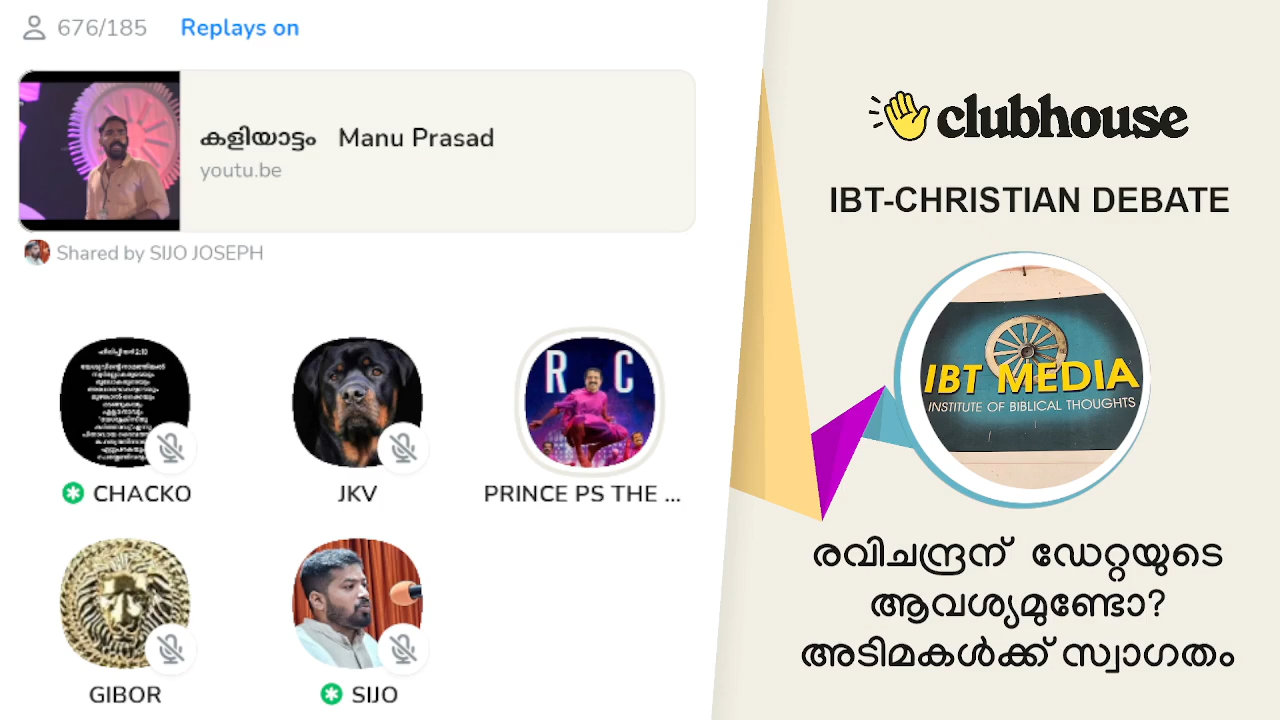 676/185 Replays on
കളിയാട്ടം Manu Prasad
youtu.be
Shared by SIJO JOSEPH
R C
CHACKO
JKV
PRINCE PS THE ...
GIBOR
SIJO
clubhouse
IBT-CHRISTIAN DEBATE
IBT MEDIA
INSTITUTE OF BIBLICAL THOUGHTS
രവിചന്ദ്രന് ഡേറ്റയുടെ
ആവശ്യമുണ്ടോ?
അടിമകൾക്ക് സ്വാഗതം